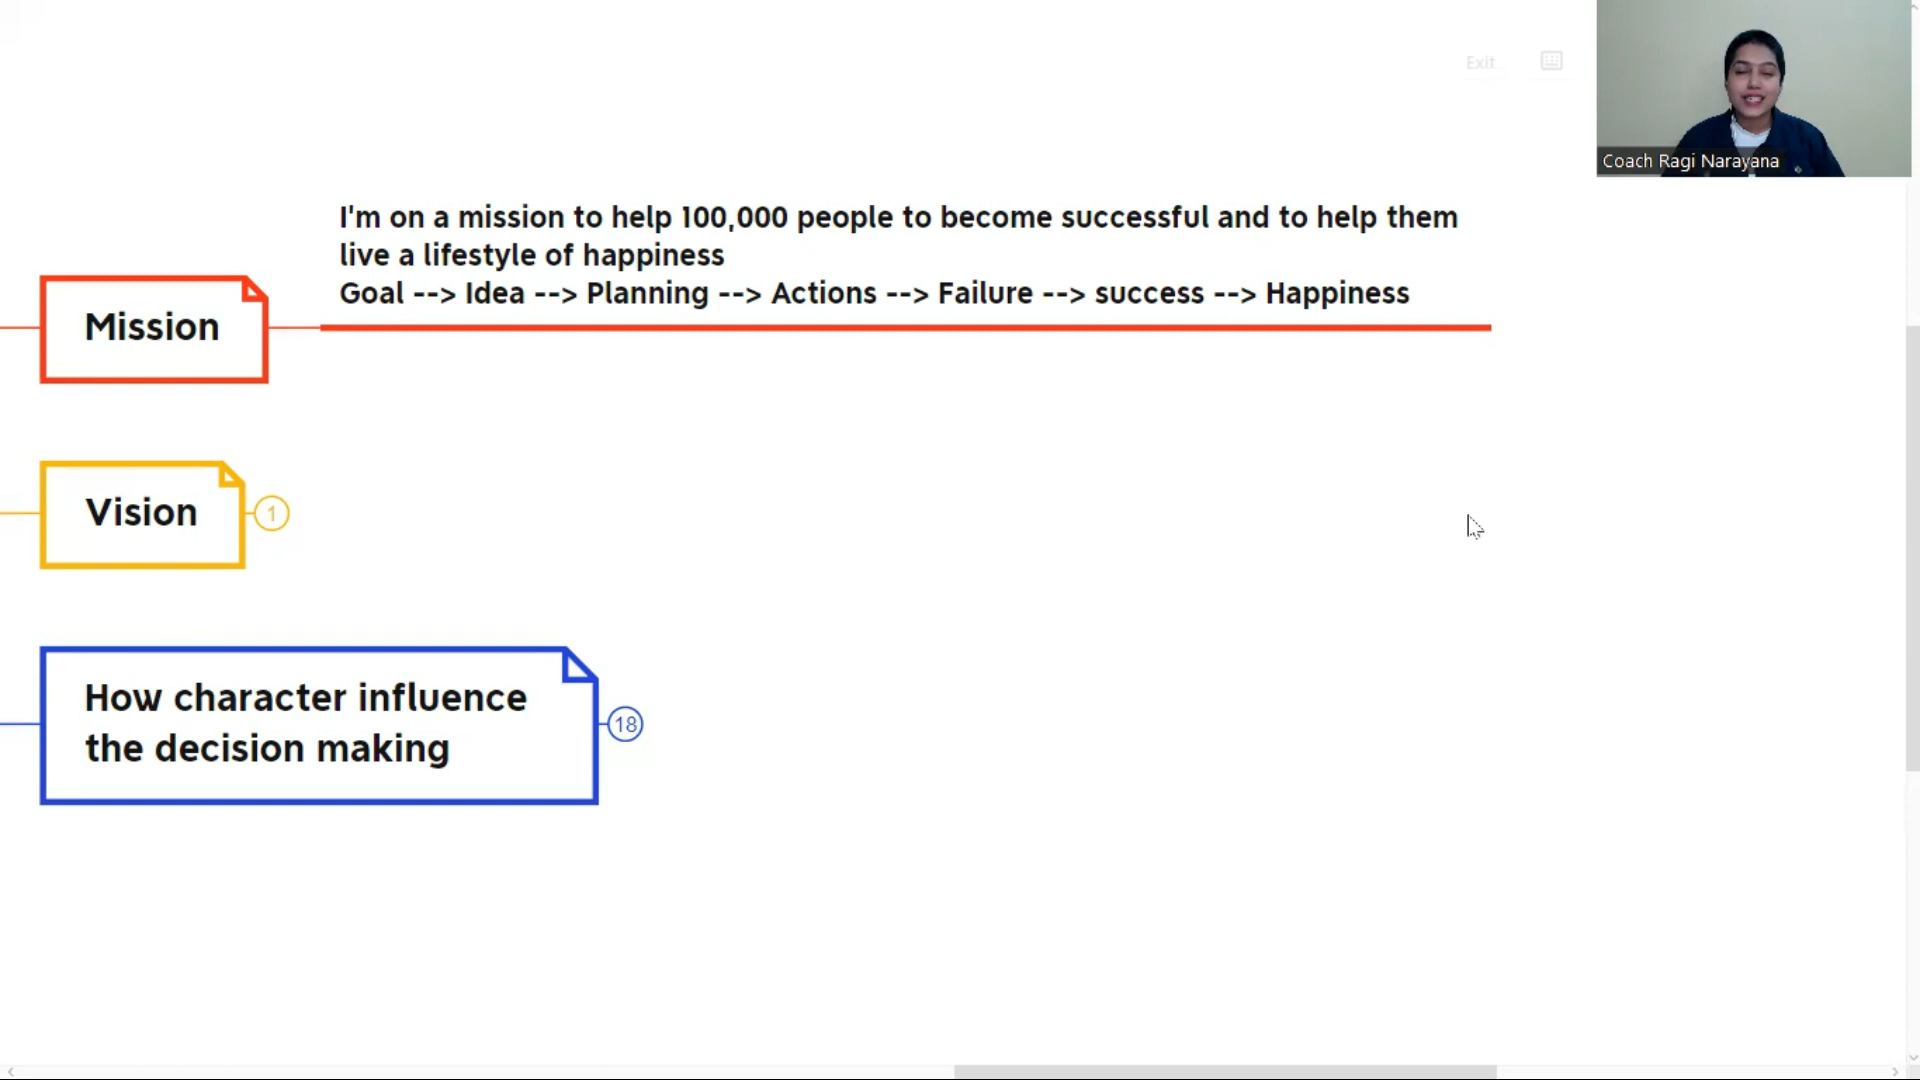 Exit
Coach Ragi Narayana
I'm on a mission to help 100,000 people to become successful and to help them
live a lifestyle of happiness
Goal --> Idea --> Planning --> Actions --> Failure --> success --> Happiness
Mission
Vision
1
How character influence
the decision making
18